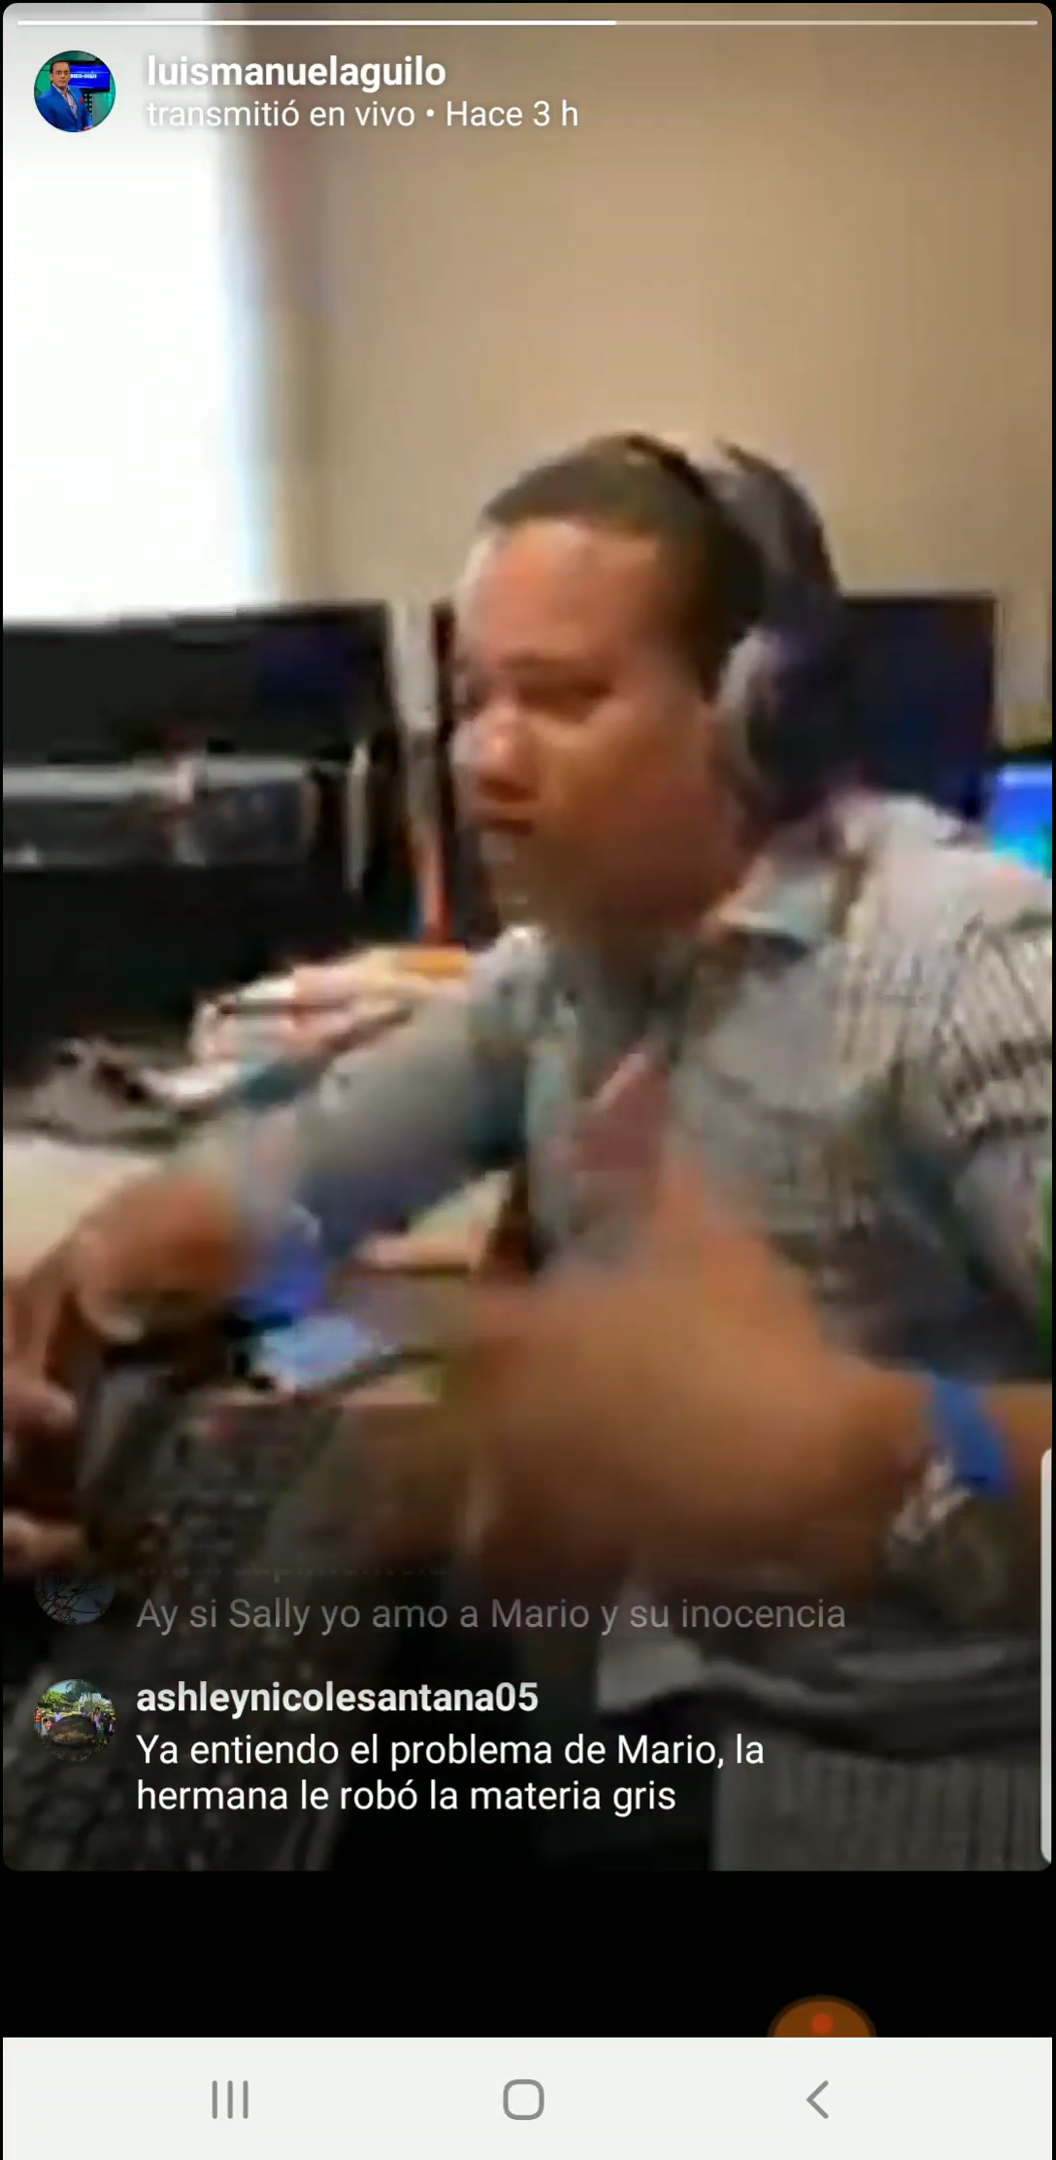 luismanuelaguilo
transmitió en vivo • Hace 3 h
Ay si Sally yo amo a Mario y su inocencia
ashleynicolesantana05
Ya entiendo el problema de Mario, la
hermana le robó la materia gris